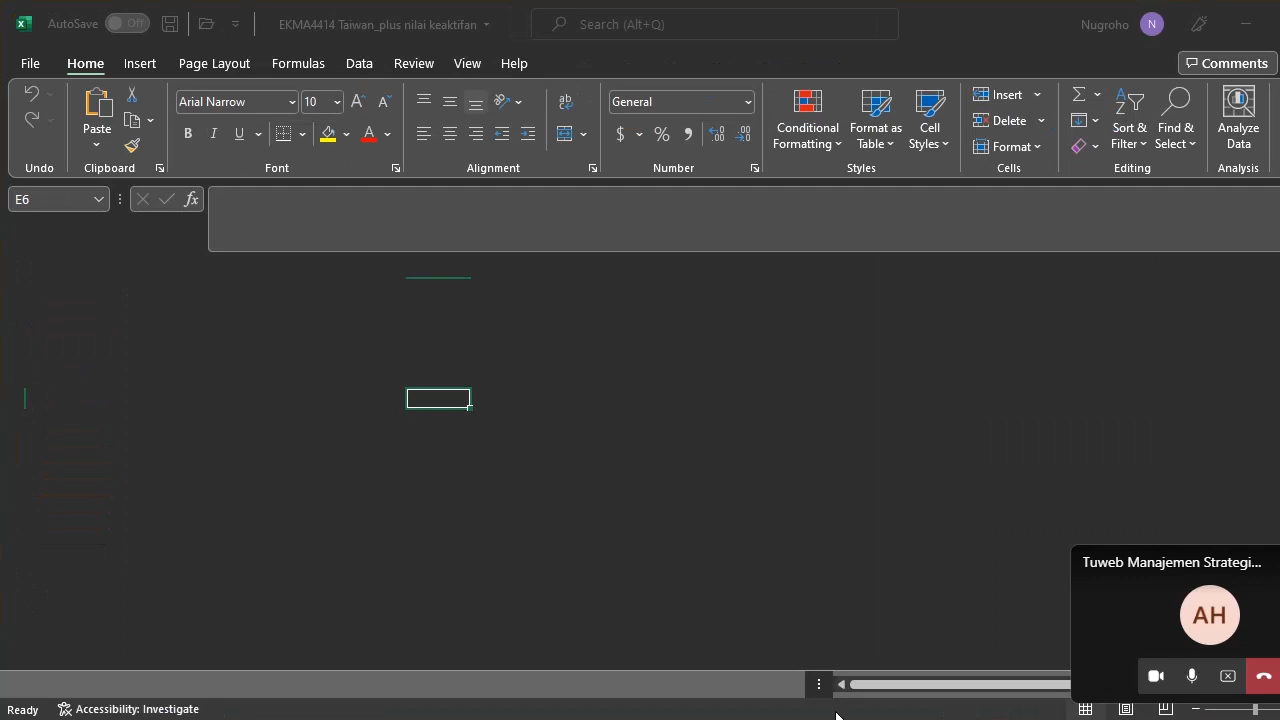 AutoSave Off EKMA4414 Taiwan_plus nilai keaktifan Search (Alt+Q) Nugroho N
File Home Insert Page Layout Formulas Data Review View Help Comments
Arial Narrow 10 General Insert Σ
Paste Conditional Formatting Format as Table Cell Styles Delete Sort & Filter Find & Select Analyze Data
B I U A $ % Format
Undo Clipboard Font Alignment Number Styles Cells Editing Analysis
E6 fx
Tuweb Manajemen Strategi...
AH
Ready Accessibility: Investigate